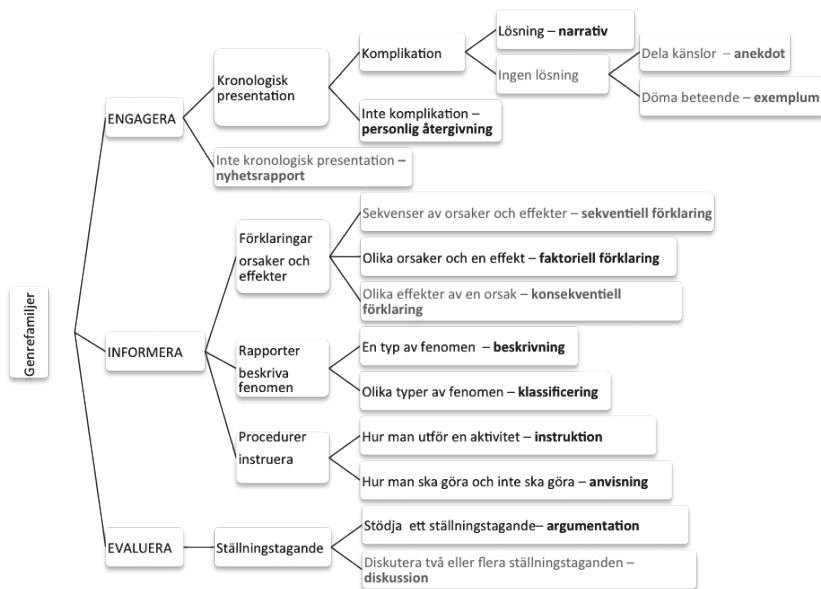 Genrefamiljer
ENGAGERA
Kronologisk
presentation
Komplikation
Lösning – narrativ
Ingen lösning
Dela känslor – anekdot
Döma beteende – exemplum
Inte komplikation –
personlig återgivning
Inte kronologisk presentation –
nyhetsrapport
INFORMERA
Förklaringar
orsaker och
effekter
Sekvenser av orsaker och effekter – sekventiell förklaring
Olika orsaker och en effekt – faktoriell förklaring
Olika effekter av en orsak – konsekventiell
förklaring
Rapporter
beskriva
fenomen
En typ av fenomen – beskrivning
Olika typer av fenomen – klassificering
Procedurer
instruera
Hur man utför en aktivitet – instruktion
Hur man ska göra och inte ska göra – anvisning
EVALUERA
Ställningstagande
Stödja ett ställningstagande– argumentation
Diskutera två eller flera ställningstaganden –
diskussion